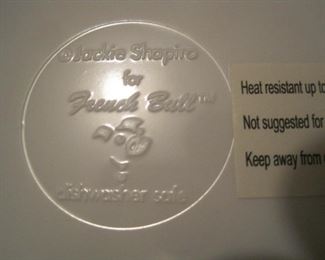 ©Jackie Shapiro
for
French Bull™
dishwasher safe
Heat resistant up to
Not suggested for
Keep away from